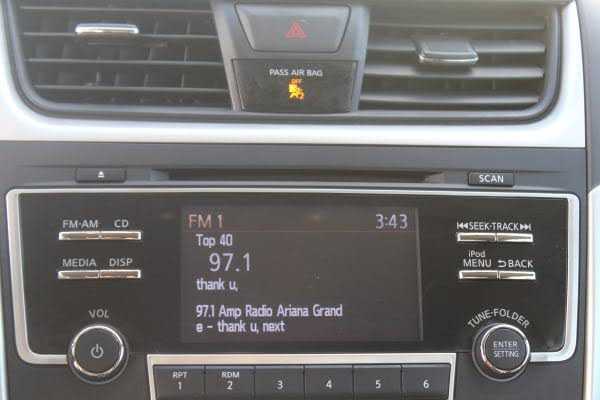 PASS AIR BAG
OFF
SCAN
FM·AM CD
FM 1 3:43
SEEK·TRACK
Top 40
97.1
MEDIA DISP
iPod
MENU BACK
thank u,
97.1 Amp Radio Ariana Grand
e - thank u, next
VOL
TUNE·FOLDER
ENTER
SETTING
RPT RDM
1 2 3 4 5 6